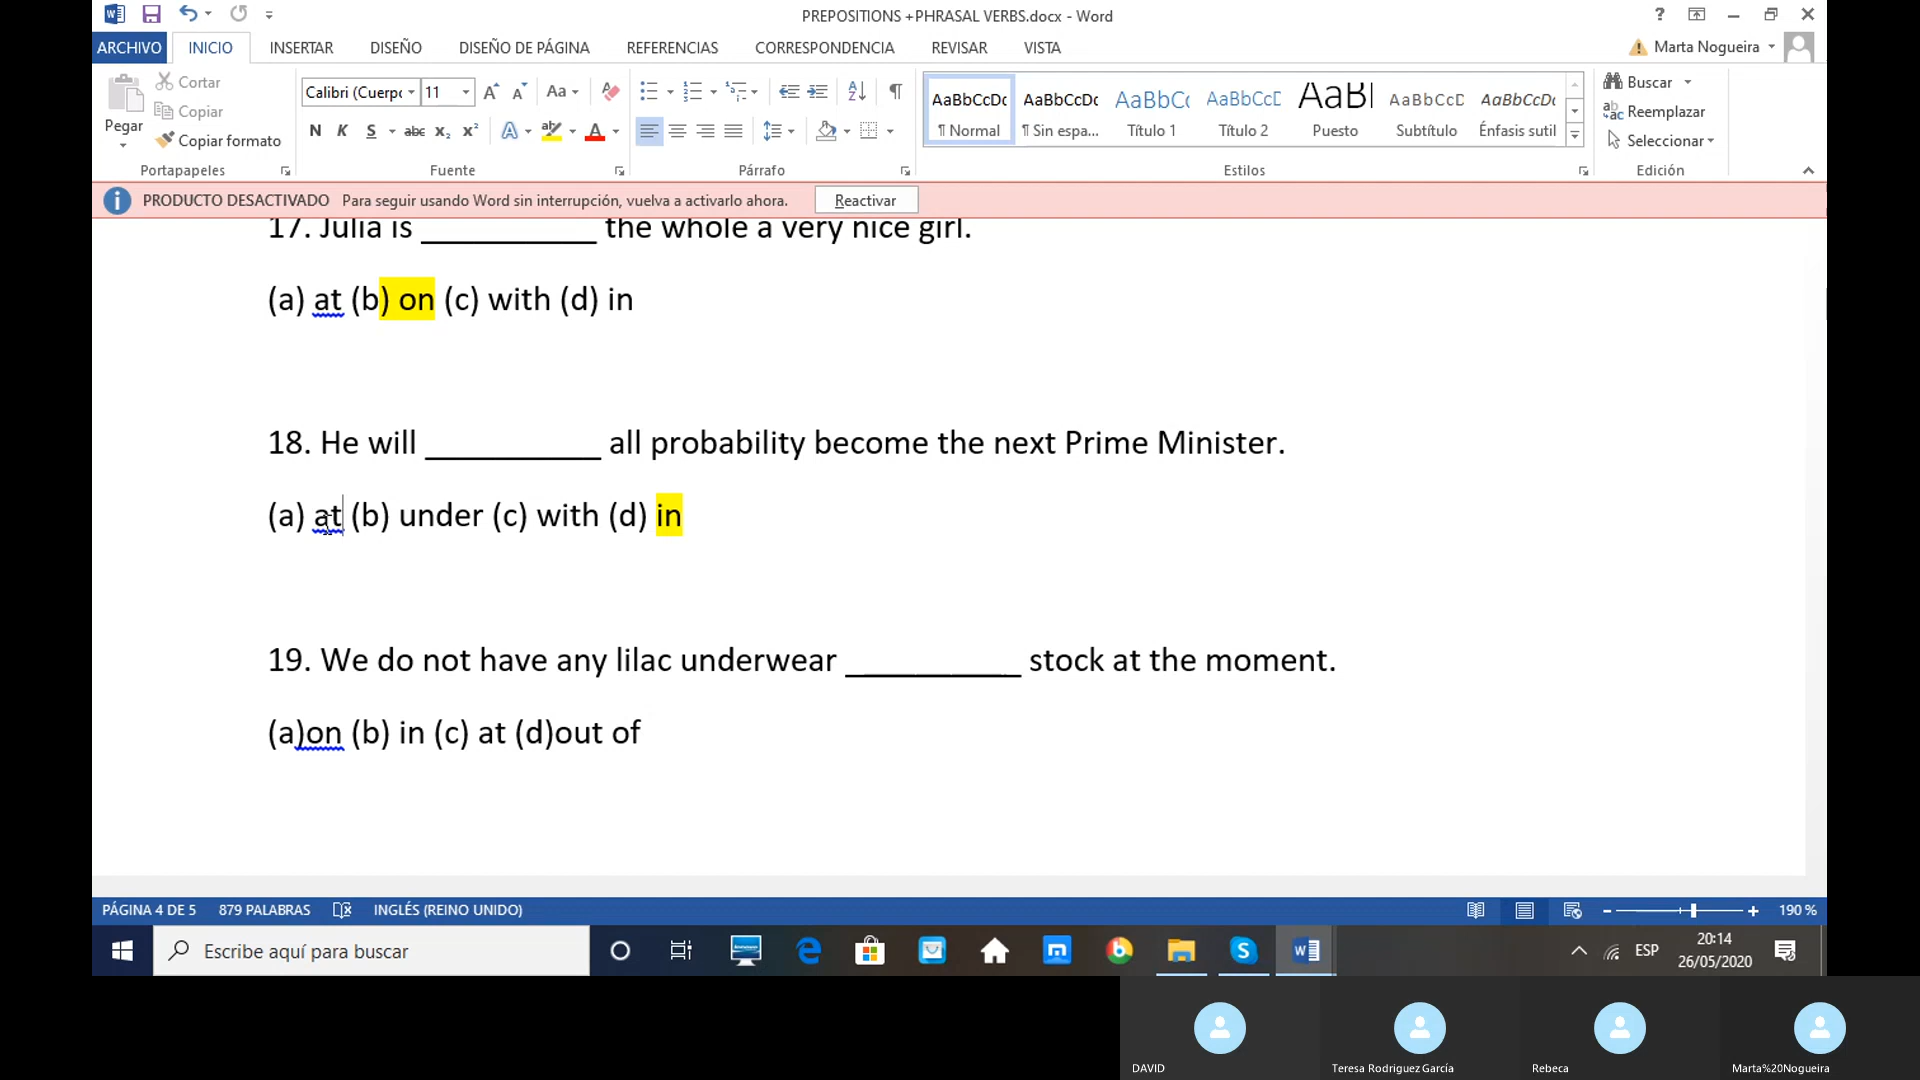 PREPOSITIONS +PHRASAL VERBS.docx - Word
?
ARCHIVO INICIO INSERTAR DISEÑO DISEÑO DE PÁGINA REFERENCIAS CORRESPONDENCIA REVISAR VISTA Marta Nogueira
Pegar
Cortar
Copiar
Copiar formato
Portapapeles
Calibri (Cuerpo 11
N K S abc x₂ x²
Fuente
Párrafo
AaBbCcDc AaBbCcDc AaBbCc AaBbCcD AaB AaBbCcD AaBbCcDc
¶ Normal ¶ Sin espa... Título 1 Título 2 Puesto Subtítulo Énfasis sutil
Estilos
Buscar
Reemplazar
Seleccionar
Edición
PRODUCTO DESACTIVADO Para seguir usando Word sin interrupción, vuelva a activarlo ahora. Reactivar
17. Julia is __________ the whole a very nice girl.
(a) at (b) on (c) with (d) in
18. He will __________ all probability become the next Prime Minister.
(a) at (b) under (c) with (d) in
19. We do not have any lilac underwear __________ stock at the moment.
(a)on (b) in (c) at (d)out of
PÁGINA 4 DE 5 879 PALABRAS INGLÉS (REINO UNIDO) 190 %
Escribe aquí para buscar
ESP
20:14
26/05/2020
DAVID Teresa Rodriguez García Rebeca Marta%20Nogueira